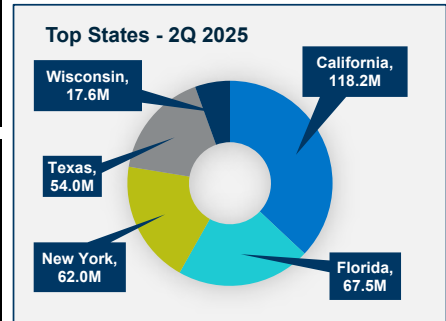 Top States - 2Q 2025
California,
118.2M
Wisconsin,
17.6M
Texas,
54.0M
New York,
62.0M
Florida,
67.5M